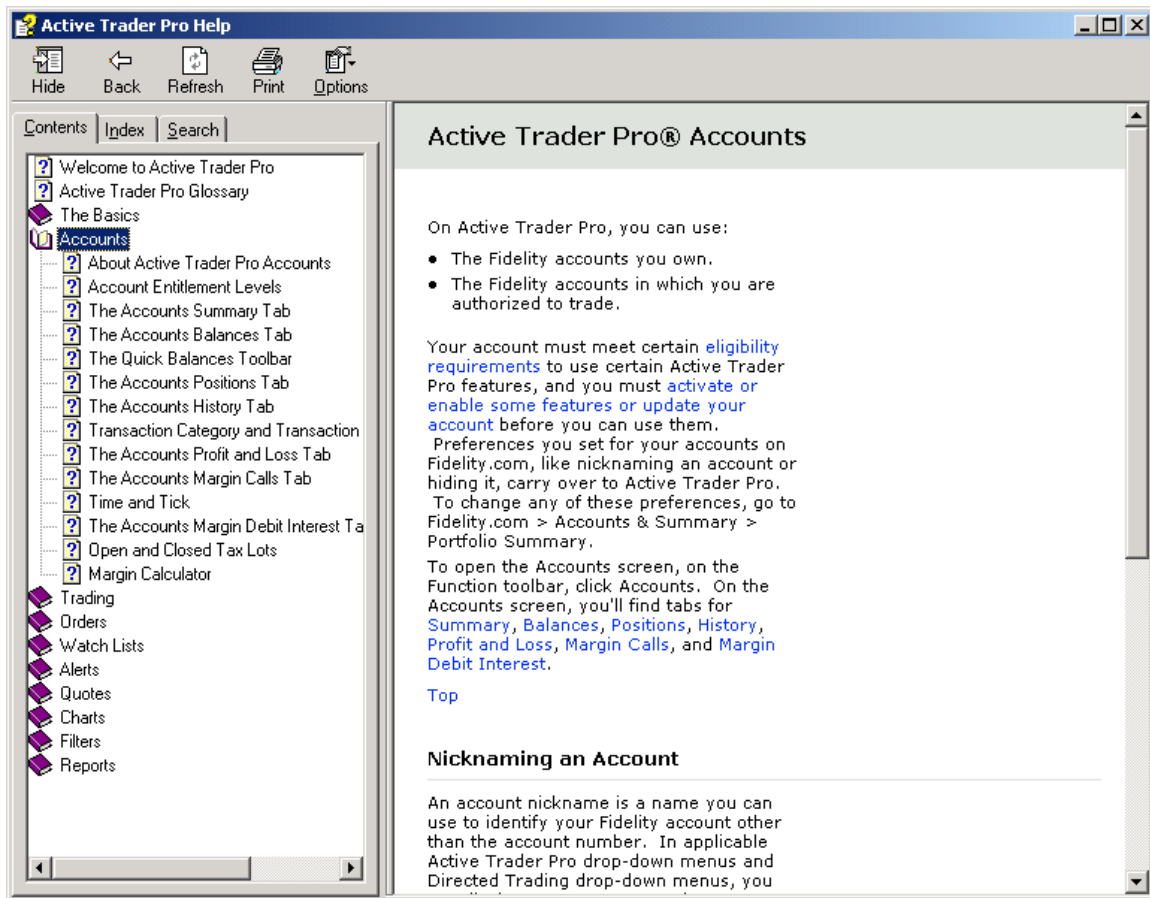 Active Trader Pro Help
Hide
Back
Refresh
Print
Options
Contents
Index
Search
Welcome to Active Trader Pro
Active Trader Pro Glossary
The Basics
Accounts
About Active Trader Pro Accounts
Account Entitlement Levels
The Accounts Summary Tab
The Accounts Balances Tab
The Quick Balances Toolbar
The Accounts Positions Tab
The Accounts History Tab
Transaction Category and Transaction
The Accounts Profit and Loss Tab
The Accounts Margin Calls Tab
Time and Tick
The Accounts Margin Debit Interest Ta
Open and Closed Tax Lots
Margin Calculator
Trading
Orders
Watch Lists
Alerts
Quotes
Charts
Filters
Reports
Active Trader Pro® Accounts
On Active Trader Pro, you can use:
● The Fidelity accounts you own.
● The Fidelity accounts in which you are
authorized to trade.
Your account must meet certain eligibility
requirements to use certain Active Trader
Pro features, and you must activate or
enable some features or update your
account before you can use them.
Preferences you set for your accounts on
Fidelity.com, like nicknaming an account or
hiding it, carry over to Active Trader Pro.
To change any of these preferences, go to
Fidelity.com > Accounts & Summary >
Portfolio Summary.
To open the Accounts screen, on the
Function toolbar, click Accounts. On the
Accounts screen, you'll find tabs for
Summary, Balances, Positions, History,
Profit and Loss, Margin Calls, and Margin
Debit Interest.
Top
Nicknaming an Account
An account nickname is a name you can
use to identify your Fidelity account other
than the account number. In applicable
Active Trader Pro drop-down menus and
Directed Trading drop-down menus, you